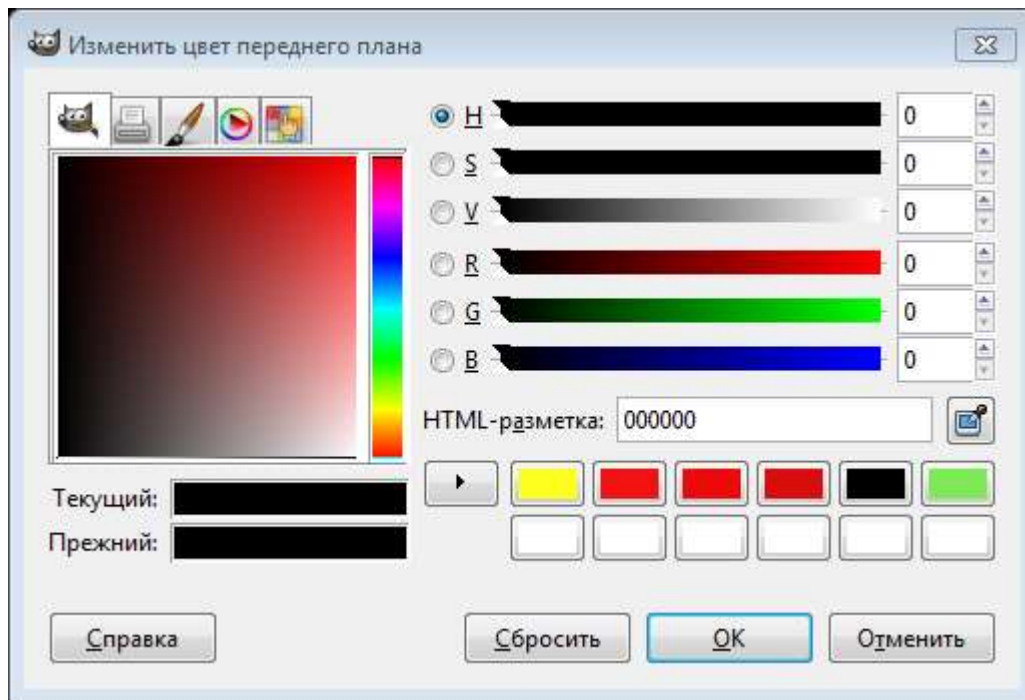 Изменить цвет переднего плана
H 0
S 0
V 0
R 0
G 0
B 0
HTML-разметка: 000000
Текущий:
Прежний:
Справка Сбросить OK Отменить